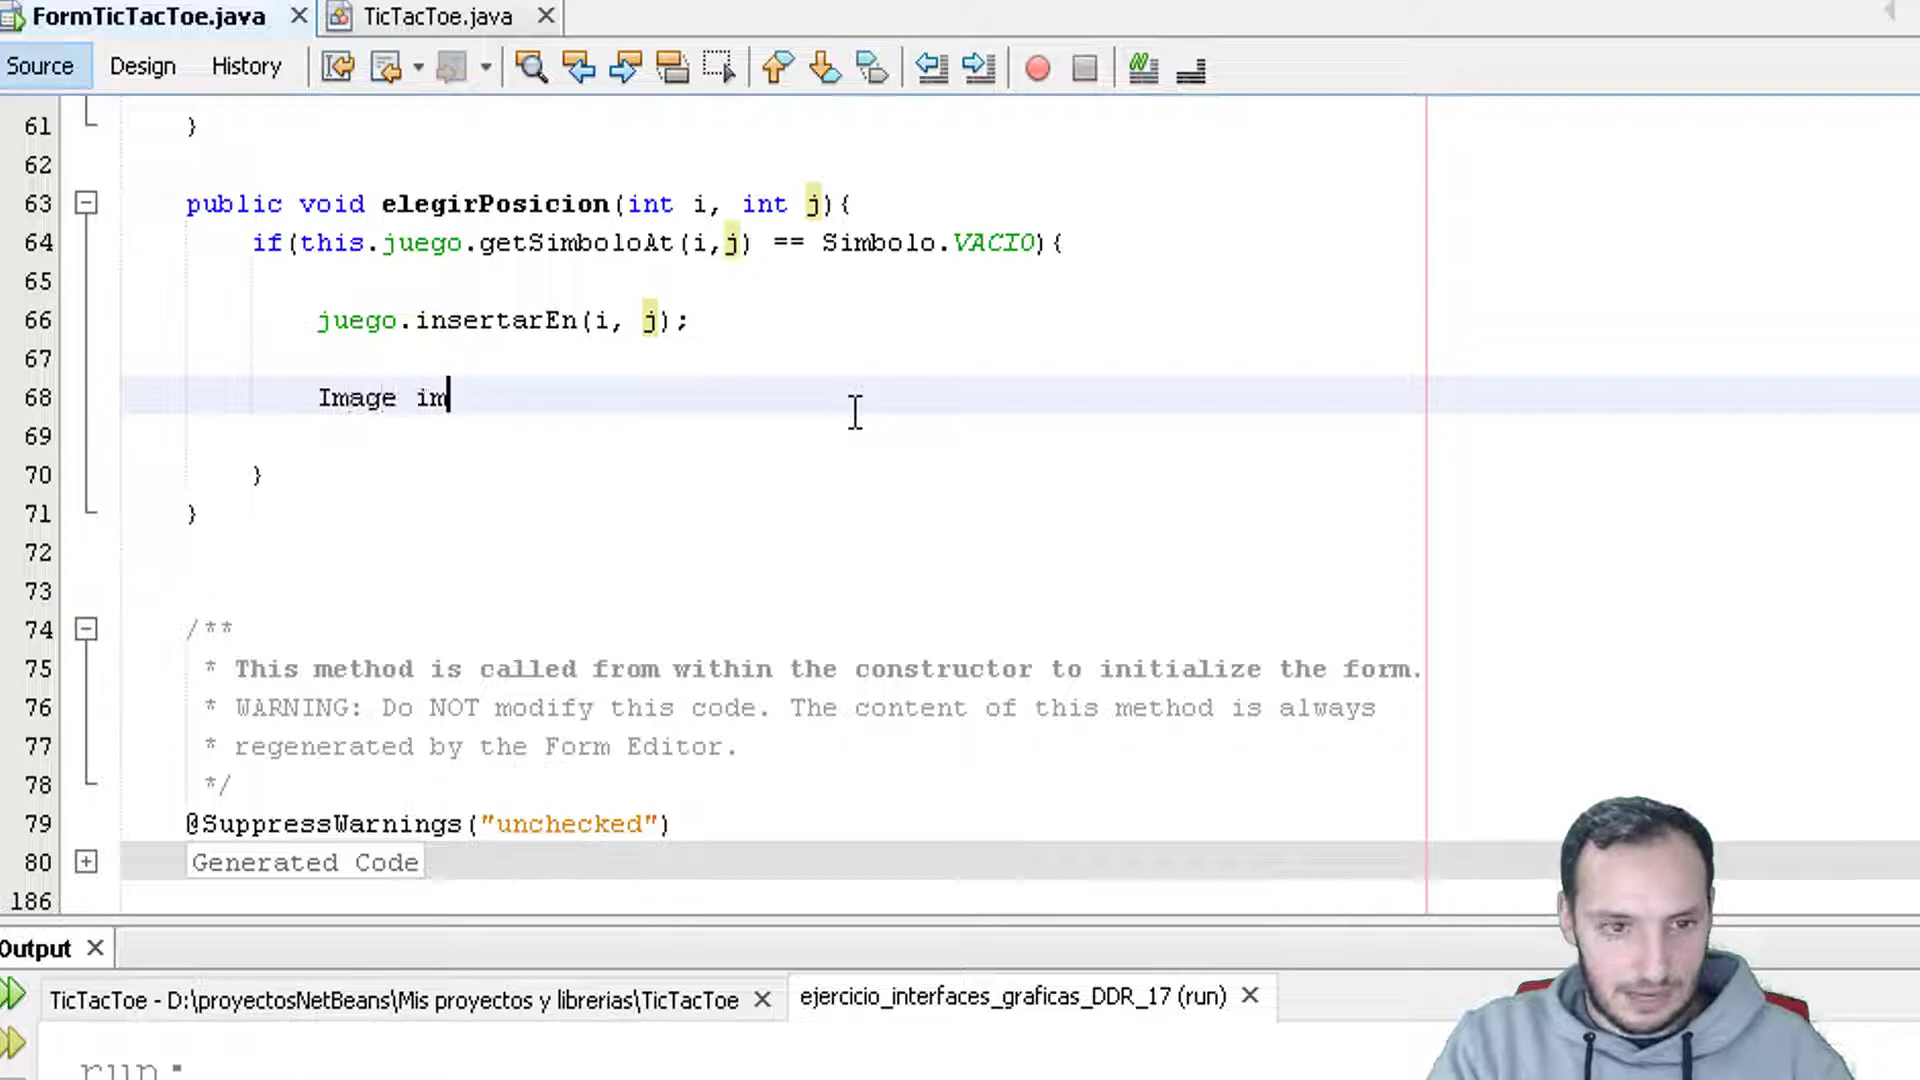 FormTicTacToe.java TicTacToe.java
Source Design History
61 }
62
63 public void elegirPosicion(int i, int j){
64 if(this.juego.getSimboloAt(i,j) == Simbolo.VACIO){
65
66 juego.insertarEn(i, j);
67
68 Image im
69
70 }
71 }
72
73
74 /**
75 * This method is called from within the constructor to initialize the form.
76 * WARNING: Do NOT modify this code. The content of this method is always
77 * regenerated by the Form Editor.
78 */
79 @SuppressWarnings("unchecked")
80 Generated Code
186
Output
TicTacToe - D:\proyectosNetBeans\Mis proyectos y librerias\TicTacToe ejercicio_interfaces_graficas_DDR_17 (run)
run: